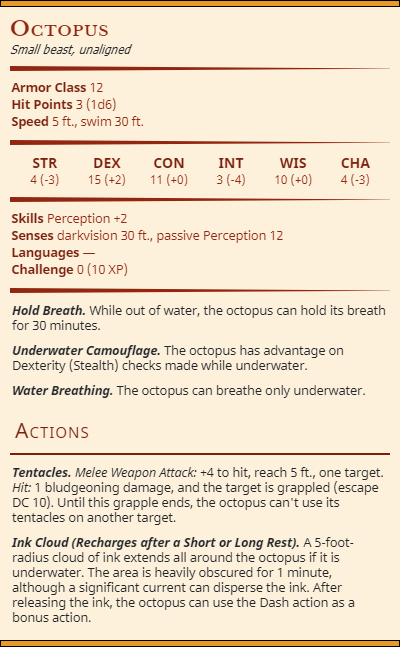 Octopus
Small beast, unaligned
Armor Class 12
Hit Points 3 (1d6)
Speed 5 ft., swim 30 ft.
STR DEX CON INT WIS CHA
4 (-3) 15 (+2) 11 (+0) 3 (-4) 10 (+0) 4 (-3)
Skills Perception +2
Senses darkvision 30 ft., passive Perception 12
Languages —
Challenge 0 (10 XP)
Hold Breath. While out of water, the octopus can hold its breath
for 30 minutes.
Underwater Camouflage. The octopus has advantage on
Dexterity (Stealth) checks made while underwater.
Water Breathing. The octopus can breathe only underwater.
Actions
Tentacles. Melee Weapon Attack: +4 to hit, reach 5 ft., one target.
Hit: 1 bludgeoning damage, and the target is grappled (escape
DC 10). Until this grapple ends, the octopus can't use its
tentacles on another target.
Ink Cloud (Recharges after a Short or Long Rest). A 5-foot-
radius cloud of ink extends all around the octopus if it is
underwater. The area is heavily obscured for 1 minute,
although a significant current can disperse the ink. After
releasing the ink, the octopus can use the Dash action as a
bonus action.